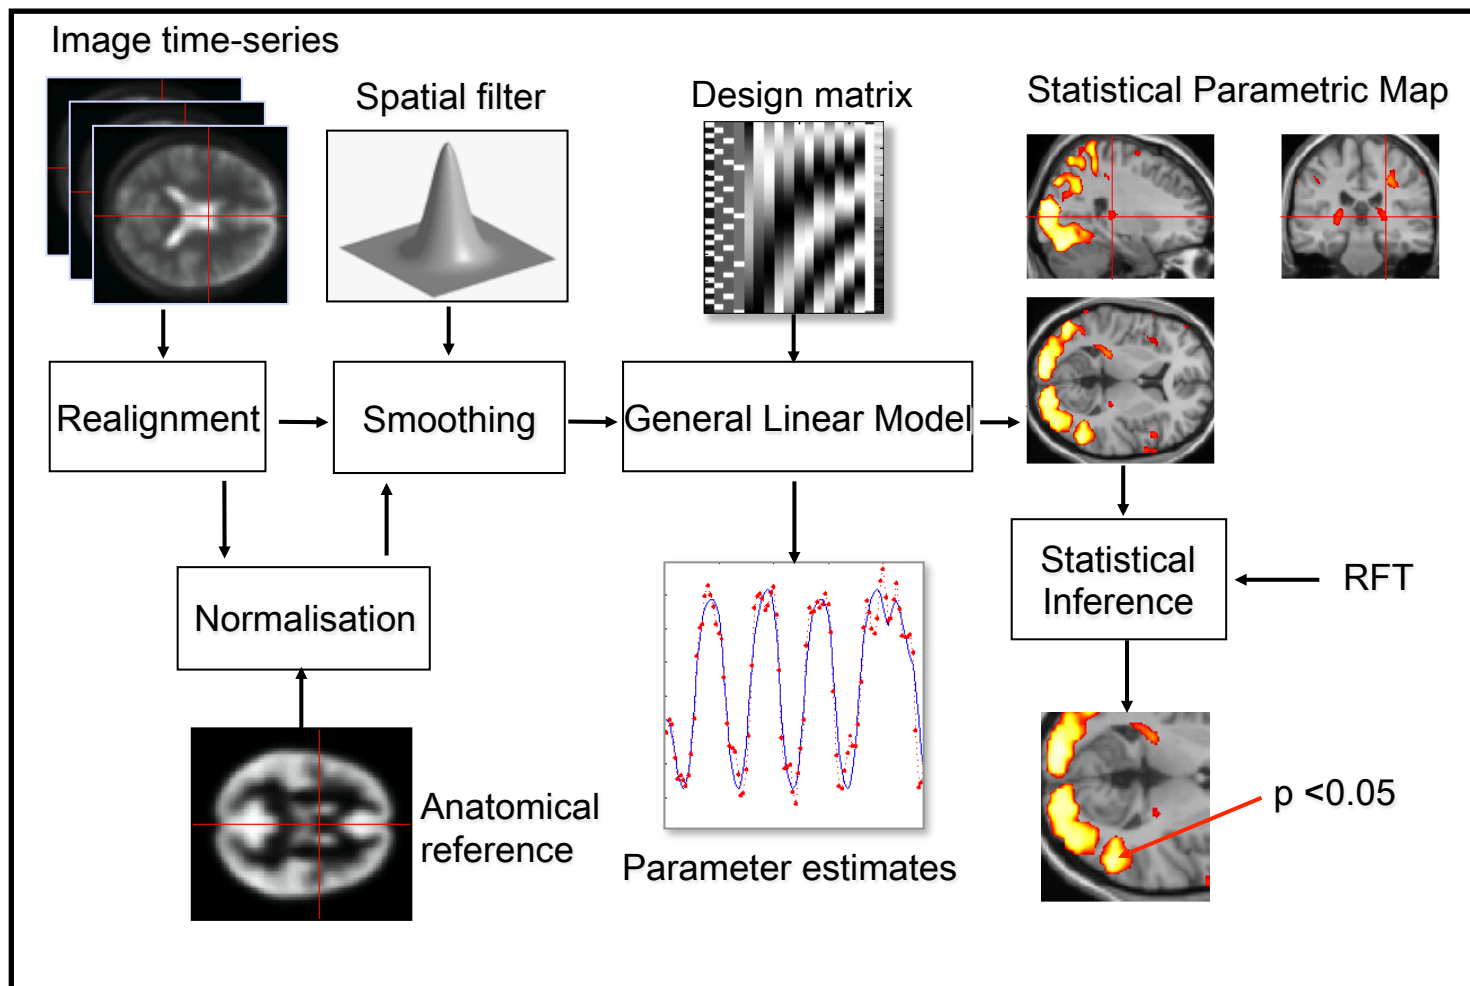 Image time-series
Spatial filter
Design matrix
Statistical Parametric Map
Realignment
Smoothing
General Linear Model
Statistical
Inference
RFT
Normalisation
Anatomical
reference
Parameter estimates
p <0.05